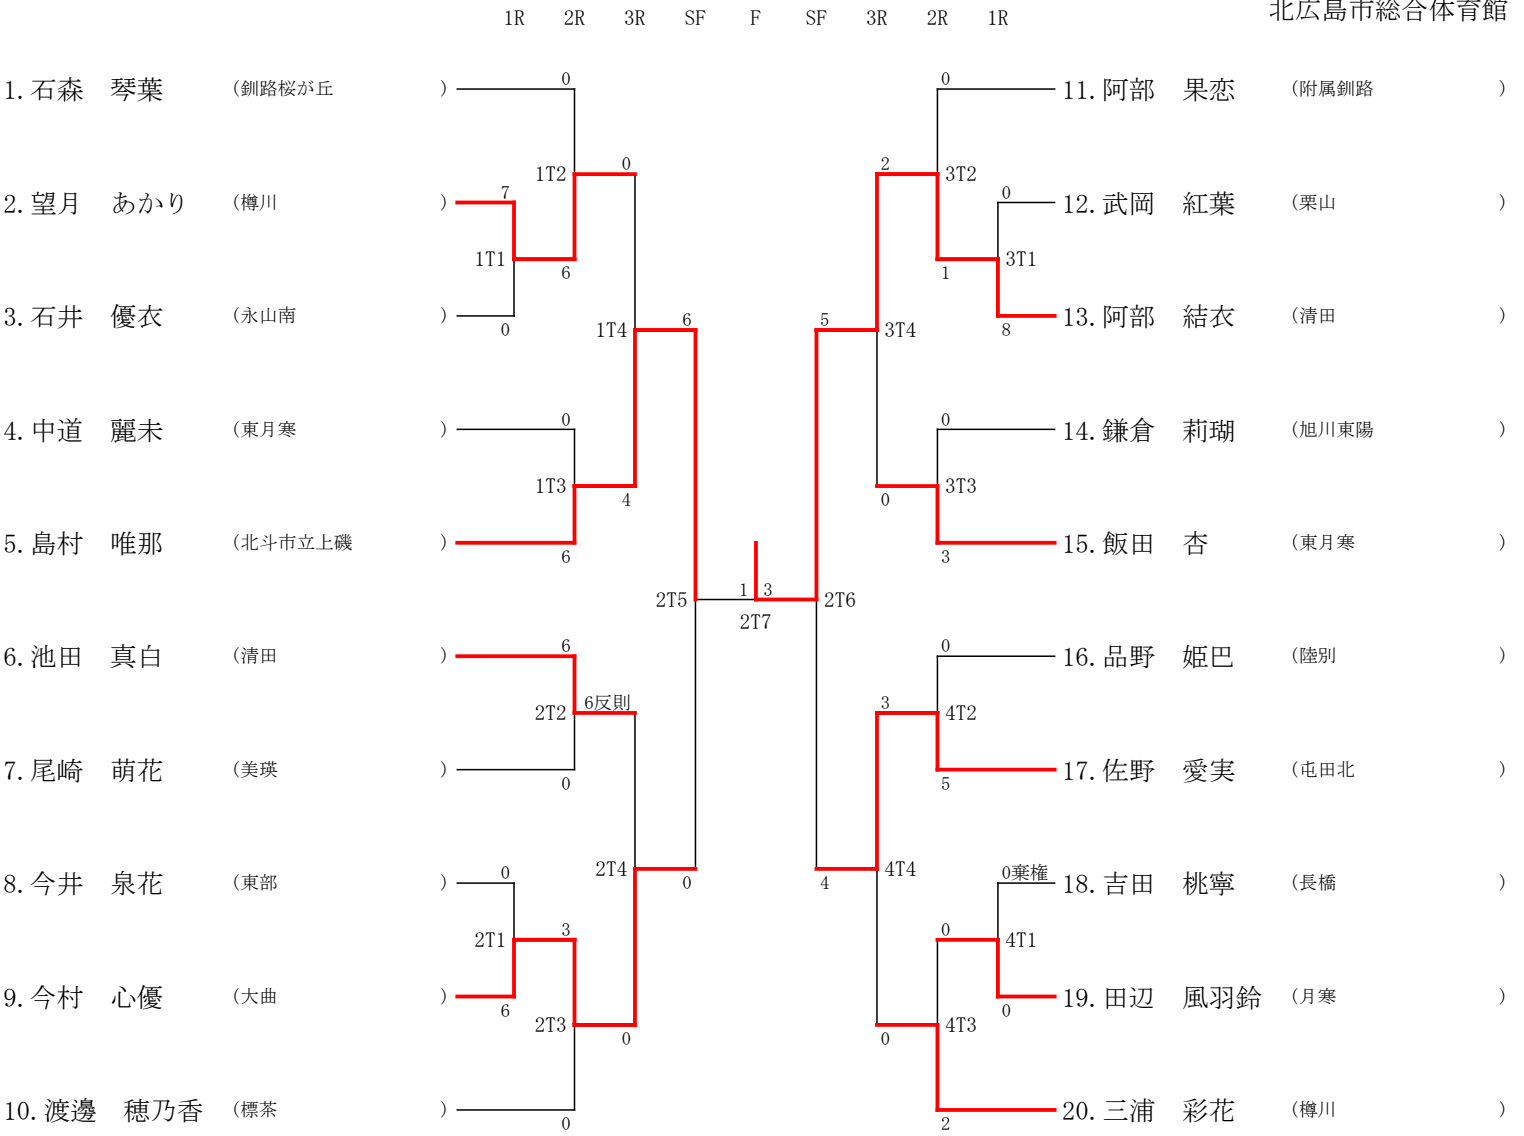 北広島市総合体育館
1R 2R 3R SF F SF 3R 2R 1R
1. 石森　琴葉 (釧路桜が丘 ) 0 0 11. 阿部　果恋 (附属釧路 )
1T2 0 2 3T2
2. 望月　あかり (樽川 ) 7 0 12. 武岡　紅葉 (栗山 )
1T1 6 1 3T1
3. 石井　優衣 (永山南 ) 0 1T4 6 5 3T4 8 13. 阿部　結衣 (清田 )
4. 中道　麗未 (東月寒 ) 0 0 14. 鎌倉　莉瑚 (旭川東陽 )
1T3 4 0 3T3
5. 島村　唯那 (北斗市立上磯 ) 6 3 15. 飯田　杏 (東月寒 )
2T5 1 3 2T6
2T7
6. 池田　真白 (清田 ) 6 0 16. 品野　姫巴 (陸別 )
2T2 6反則 3 4T2
7. 尾崎　萌花 (美瑛 ) 0 5 17. 佐野　愛実 (屯田北 )
8. 今井　泉花 (東部 ) 0 2T4 0 4 4T4 0棄権 18. 吉田　桃寧 (長橋 )
2T1 3 0 4T1
9. 今村　心優 (大曲 ) 6 0 19. 田辺　風羽鈴 (月寒 )
2T3 0 0 4T3
10. 渡邊　穂乃香 (標茶 ) 0 2 20. 三浦　彩花 (樽川 )